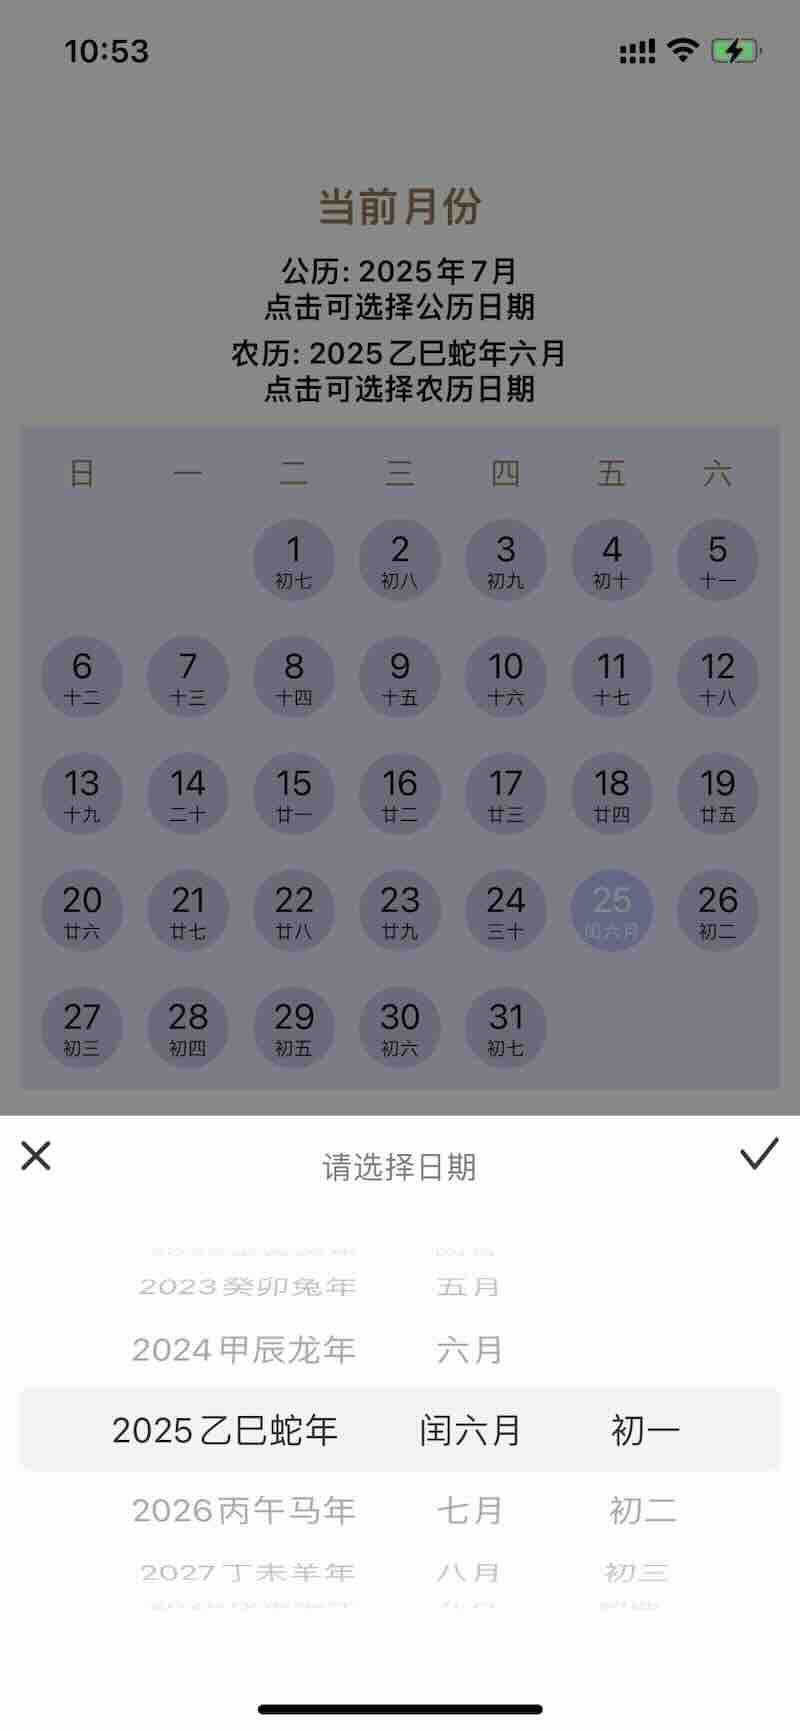 10:53
当前月份
公历: 2025年7月
点击可选择公历日期
农历: 2025乙巳蛇年六月
点击可选择农历日期
日 一 二 三 四 五 六
1 2 3 4 5
初七 初八 初九 初十 十一
6 7 8 9 10 11 12
十二 十三 十四 十五 十六 十七 十八
13 14 15 16 17 18 19
十九 二十 廿一 廿二 廿三 廿四 廿五
20 21 22 23 24 25 26
廿六 廿七 廿八 廿九 三十 闰六月 初二
27 28 29 30 31
初三 初四 初五 初六 初七
请选择日期
2023癸卯兔年 五月
2024甲辰龙年 六月
2025乙巳蛇年 闰六月 初一
2026丙午马年 七月 初二
2027丁未羊年 八月 初三